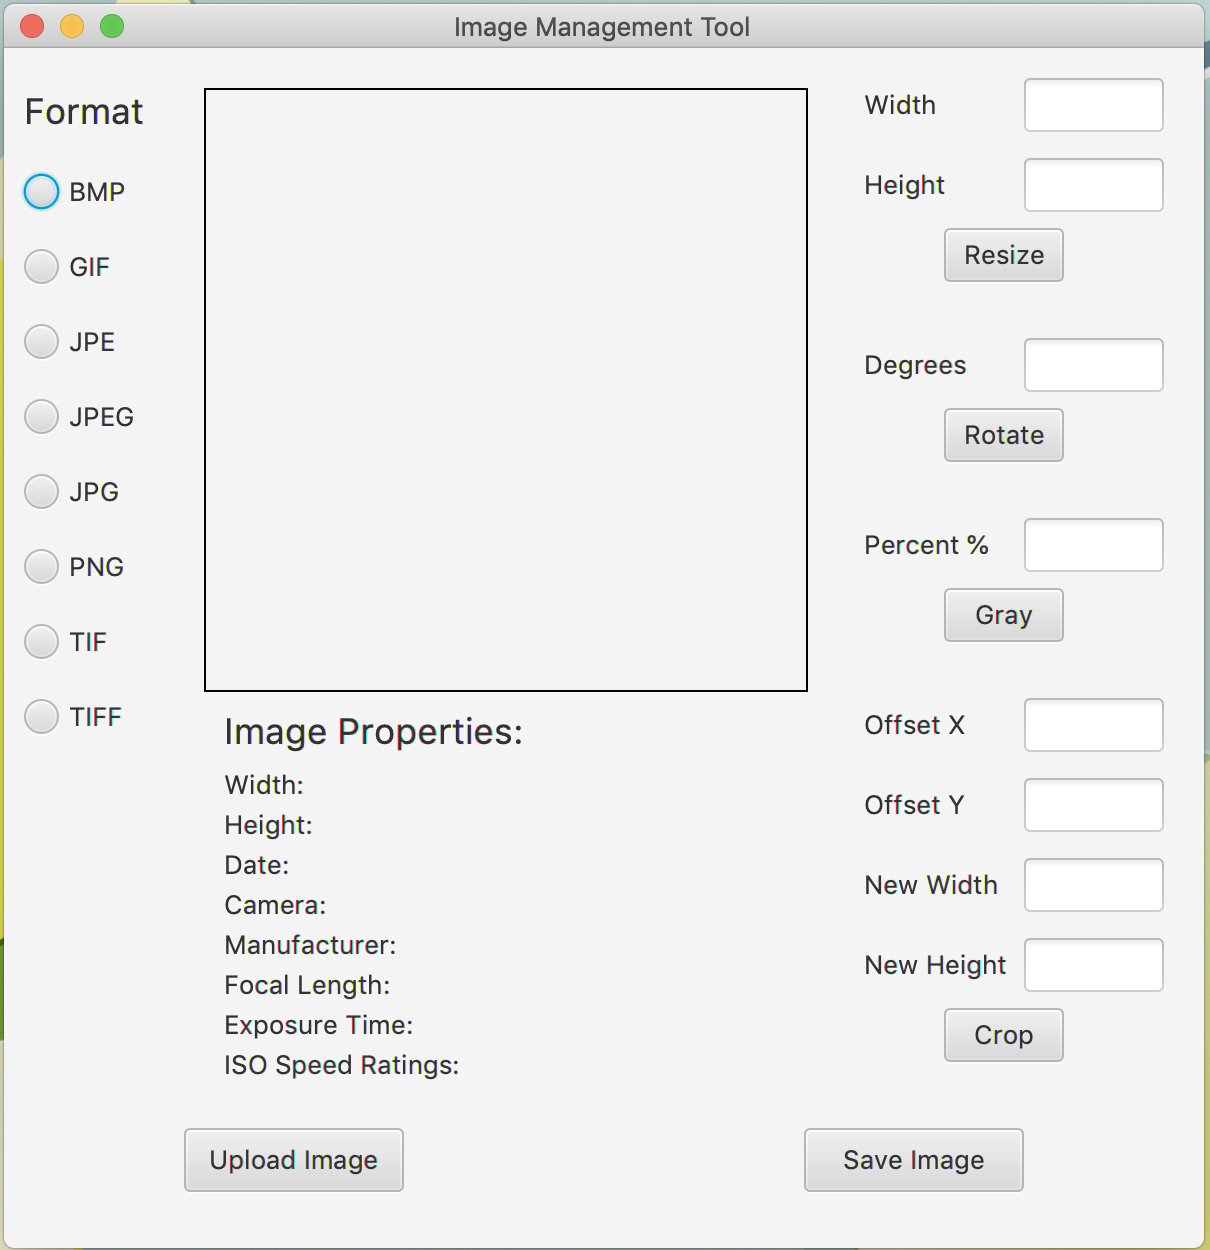 Image Management Tool
Format
BMP
GIF
JPE
JPEG
JPG
PNG
TIF
TIFF
Image Properties:
Width:
Height:
Date:
Camera:
Manufacturer:
Focal Length:
Exposure Time:
ISO Speed Ratings:
Width
Height
Resize
Degrees
Rotate
Percent %
Gray
Offset X
Offset Y
New Width
New Height
Crop
Upload Image
Save Image